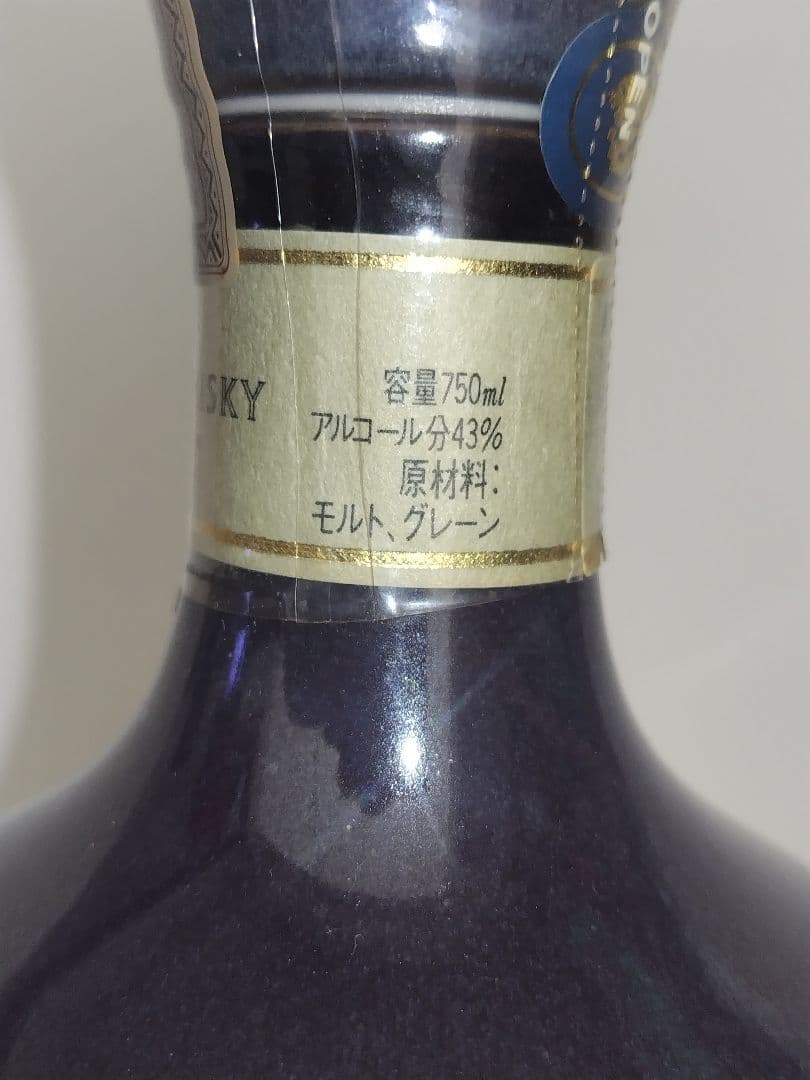 OPEN
SKY
容量750ml
アルコール分43%
原材料:
モルト、グレーン